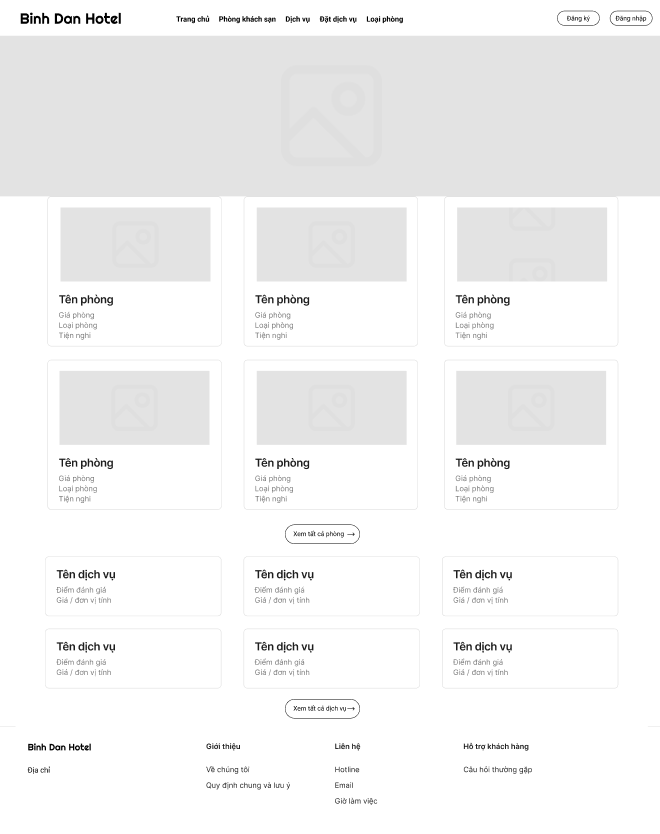 Binh Dan Hotel
Trang chủ Phòng khách sạn Dịch vụ Đặt dịch vụ Loại phòng
Đăng ký Đăng nhập
Tên phòng Tên phòng Tên phòng
Giá phòng Giá phòng Giá phòng
Loại phòng Loại phòng Loại phòng
Tiện nghi Tiện nghi Tiện nghi
Tên phòng Tên phòng Tên phòng
Giá phòng Giá phòng Giá phòng
Loại phòng Loại phòng Loại phòng
Tiện nghi Tiện nghi Tiện nghi
Xem tất cả phòng →
Tên dịch vụ Tên dịch vụ Tên dịch vụ
Điểm đánh giá Điểm đánh giá Điểm đánh giá
Giá / đơn vị tính Giá / đơn vị tính Giá / đơn vị tính
Tên dịch vụ Tên dịch vụ Tên dịch vụ
Điểm đánh giá Điểm đánh giá Điểm đánh giá
Giá / đơn vị tính Giá / đơn vị tính Giá / đơn vị tính
Xem tất cả dịch vụ →
Binh Dan Hotel Giới thiệu Liên hệ Hỗ trợ khách hàng
Địa chỉ Về chúng tôi Hotline Câu hỏi thường gặp
Quy định chung và lưu ý Email
Giờ làm việc